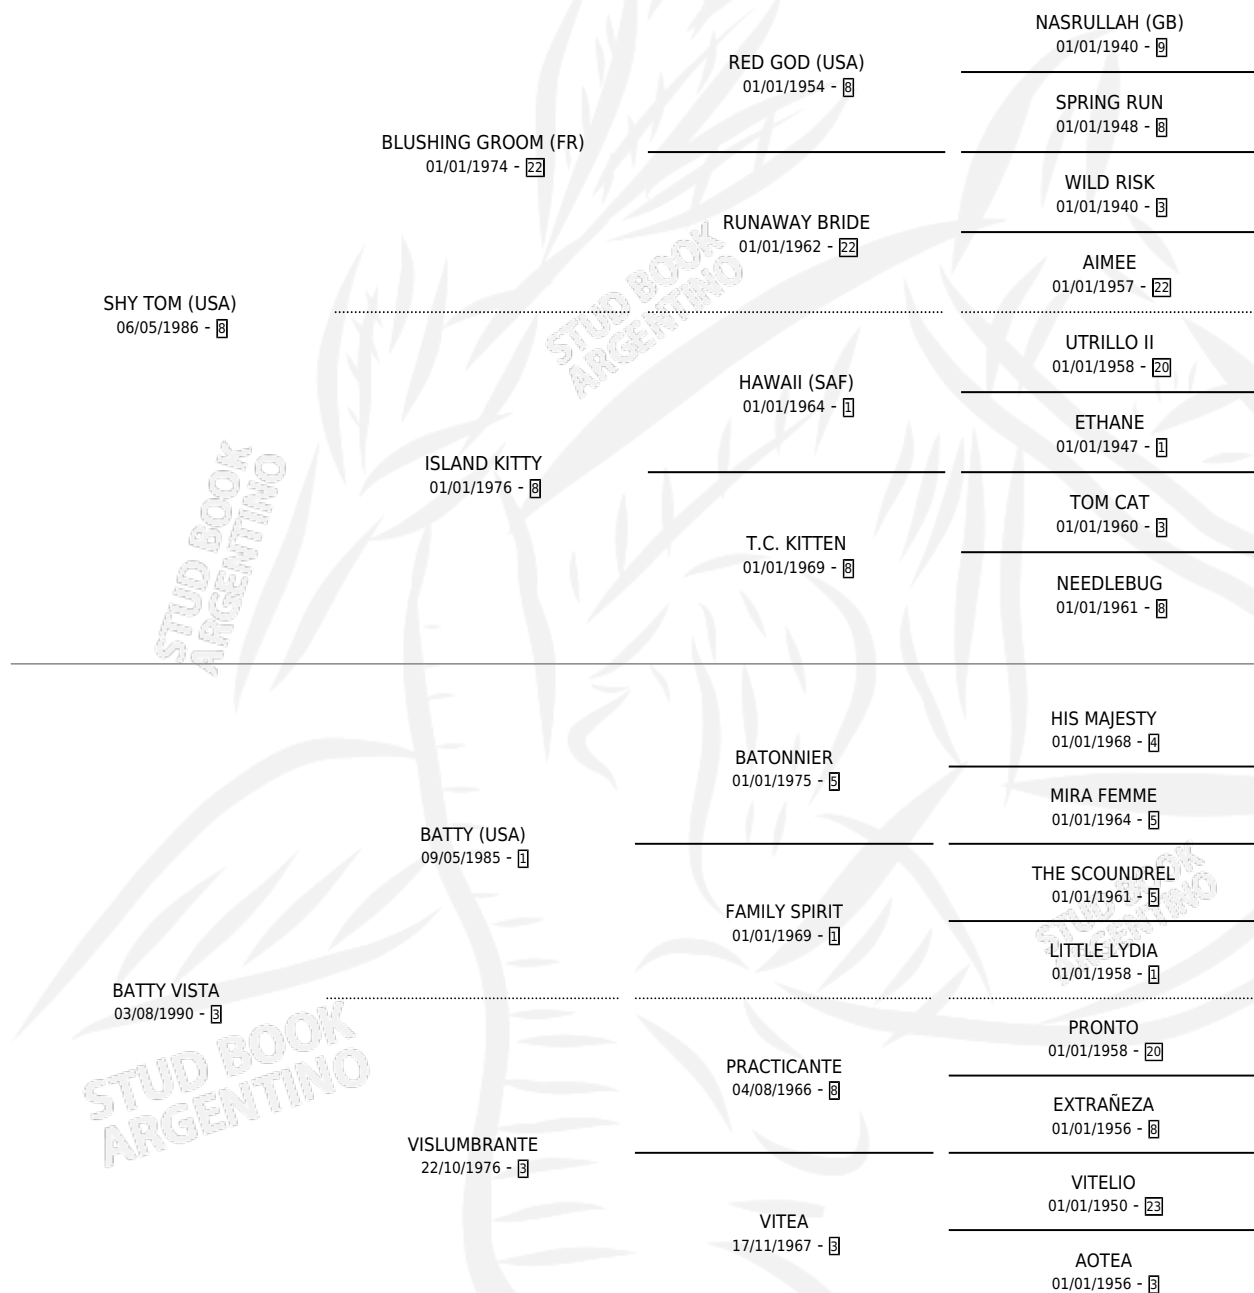 NASRULLAH (GB)
01/01/1940 - 9
RED GOD (USA)
01/01/1954 - 8
SPRING RUN
01/01/1948 - 8
BLUSHING GROOM (FR)
01/01/1974 - 22
WILD RISK
01/01/1940 - 3
RUNAWAY BRIDE
01/01/1962 - 22
AIMEE
01/01/1957 - 22
SHY TOM (USA)
06/05/1986 - 8
STUD BOOK
ARGENTINO
UTRILLO II
01/01/1958 - 20
HAWAII (SAF)
01/01/1964 - 1
ETHANE
01/01/1947 - 1
ISLAND KITTY
01/01/1976 - 8
TOM CAT
01/01/1960 - 3
T.C. KITTEN
01/01/1969 - 8
NEEDLEBUG
01/01/1961 - 8
STUD BOOK
ARGENTINO
HIS MAJESTY
01/01/1968 - 4
BATONNIER
01/01/1975 - 5
MIRA FEMME
01/01/1964 - 5
BATTY (USA)
09/05/1985 - 1
THE SCOUNDREL
01/01/1961 - 5
STUD BOOK
ARGENTINO
FAMILY SPIRIT
01/01/1969 - 1
LITTLE LYDIA
01/01/1958 - 1
BATTY VISTA
03/08/1990 - 3
STUD BOOK
ARGENTINO
PRONTO
01/01/1958 - 20
PRACTICANTE
04/08/1966 - 8
EXTRAÑEZA
01/01/1956 - 8
VISLUMBRANTE
22/10/1976 - 3
VITELIO
01/01/1950 - 23
VITEA
17/11/1967 - 3
AOTEA
01/01/1956 - 3